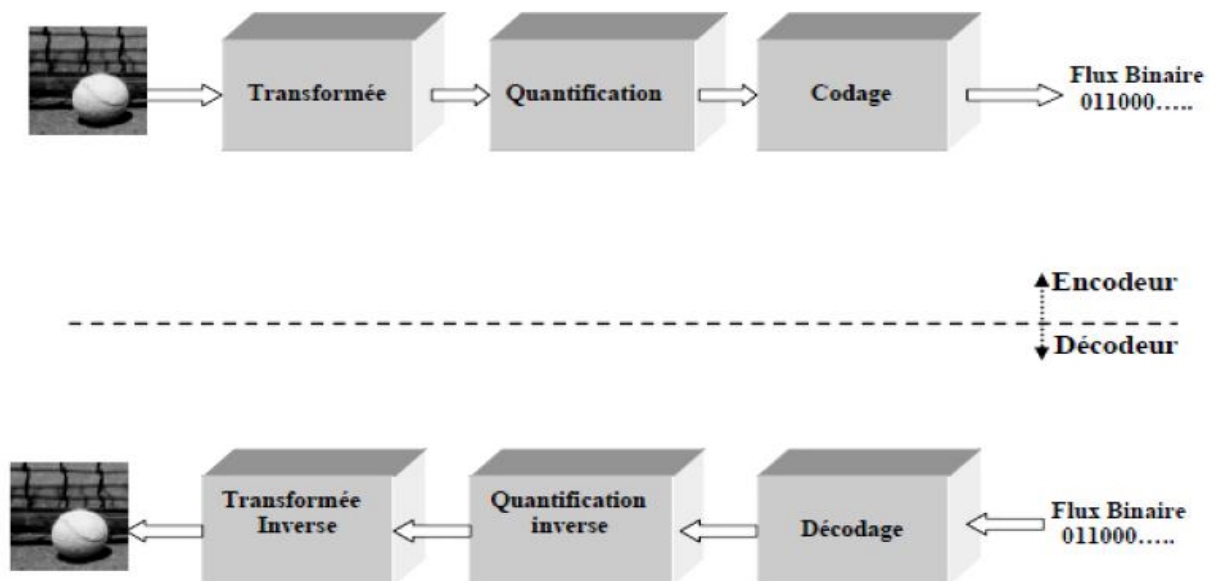 Transformée
Quantification
Codage
Flux Binaire
011000.....
Encodeur
Décodeur
Transformée
Inverse
Quantification
inverse
Décodage
Flux Binaire
011000.....